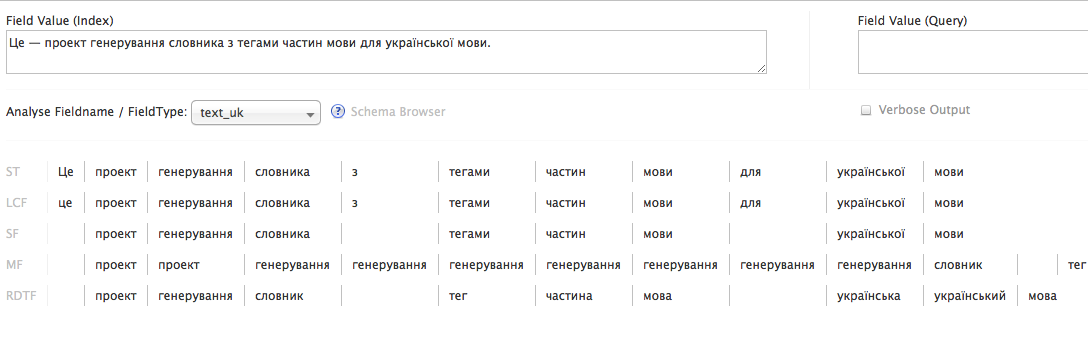 Field Value (Index) Field Value (Query)
Це — проект генерування словника з тегами частин мови для української мови.
Analyse Fieldname / FieldType: text_uk ? Schema Browser Verbose Output
ST Це проект генерування словника з тегами частин мови для української мови
LCF це проект генерування словника з тегами частин мови для української мови
SF проект генерування словника тегами частин мови української мови
MF проект проект генерування генерування генерування генерування генерування генерування генерування словник тег
RDTF проект генерування словник тег частина мова українська український мова